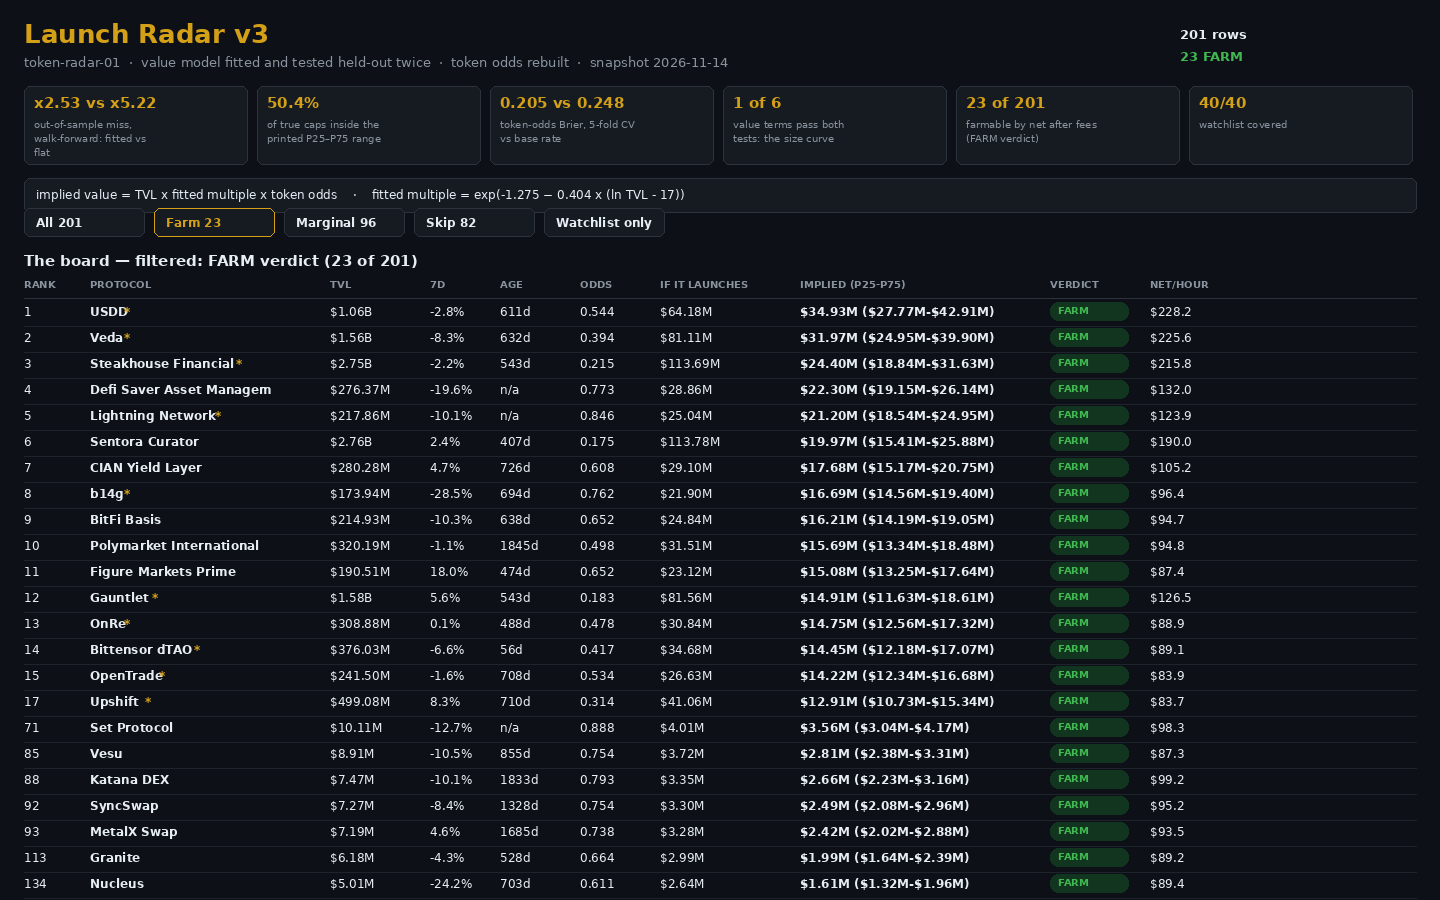 Launch Radar v3
201 rows
token-radar-01 · value model fitted and tested held-out twice · token odds rebuilt · snapshot 2026-11-14
23 FARM
x2.53 vs x5.22
out-of-sample miss,
walk-forward: fitted vs
flat
50.4%
of true caps inside the
printed P25–P75 range
0.205 vs 0.248
token-odds Brier, 5-fold CV
vs base rate
1 of 6
value terms pass both
tests: the size curve
23 of 201
farmable by net after fees
(FARM verdict)
40/40
watchlist covered
implied value = TVL x fitted multiple x token odds · fitted multiple = exp(-1.275 − 0.404 x (ln TVL - 17))
All 201 Farm 23 Marginal 96 Skip 82 Watchlist only
The board — filtered: FARM verdict (23 of 201)
RANK PROTOCOL TVL 7D AGE ODDS IF IT LAUNCHES IMPLIED (P25-P75) VERDICT NET/HOUR
1 USDD* $1.06B -2.8% 611d 0.544 $64.18M $34.93M ($27.77M-$42.91M) FARM $228.2
2 Veda* $1.56B -8.3% 632d 0.394 $81.11M $31.97M ($24.95M-$39.90M) FARM $225.6
3 Steakhouse Financial* $2.75B -2.2% 543d 0.215 $113.69M $24.40M ($18.84M-$31.63M) FARM $215.8
4 Defi Saver Asset Managem $276.37M -19.6% n/a 0.773 $28.86M $22.30M ($19.15M-$26.14M) FARM $132.0
5 Lightning Network* $217.86M -10.1% n/a 0.846 $25.04M $21.20M ($18.54M-$24.95M) FARM $123.9
6 Sentora Curator $2.76B 2.4% 407d 0.175 $113.78M $19.97M ($15.41M-$25.88M) FARM $190.0
7 CIAN Yield Layer $280.28M 4.7% 726d 0.608 $29.10M $17.68M ($15.17M-$20.75M) FARM $105.2
8 b14g* $173.94M -28.5% 694d 0.762 $21.90M $16.69M ($14.56M-$19.40M) FARM $96.4
9 BitFi Basis $214.93M -10.3% 638d 0.652 $24.84M $16.21M ($14.19M-$19.05M) FARM $94.7
10 Polymarket International $320.19M -1.1% 1845d 0.498 $31.51M $15.69M ($13.34M-$18.48M) FARM $94.8
11 Figure Markets Prime $190.51M 18.0% 474d 0.652 $23.12M $15.08M ($13.25M-$17.64M) FARM $87.4
12 Gauntlet * $1.58B 5.6% 543d 0.183 $81.56M $14.91M ($11.63M-$18.61M) FARM $126.5
13 OnRe* $308.88M 0.1% 488d 0.478 $30.84M $14.75M ($12.56M-$17.32M) FARM $88.9
14 Bittensor dTAO* $376.03M -6.6% 56d 0.417 $34.68M $14.45M ($12.18M-$17.07M) FARM $89.1
15 OpenTrade* $241.50M -1.6% 708d 0.534 $26.63M $14.22M ($12.34M-$16.68M) FARM $83.9
17 Upshift * $499.08M 8.3% 710d 0.314 $41.06M $12.91M ($10.73M-$15.34M) FARM $83.7
71 Set Protocol $10.11M -12.7% n/a 0.888 $4.01M $3.56M ($3.04M-$4.17M) FARM $98.3
85 Vesu $8.91M -10.5% 855d 0.754 $3.72M $2.81M ($2.38M-$3.31M) FARM $87.3
88 Katana DEX $7.47M -10.1% 1833d 0.793 $3.35M $2.66M ($2.23M-$3.16M) FARM $99.2
92 SyncSwap $7.27M -8.4% 1328d 0.754 $3.30M $2.49M ($2.08M-$2.96M) FARM $95.2
93 MetalX Swap $7.19M 4.6% 1685d 0.738 $3.28M $2.42M ($2.02M-$2.88M) FARM $93.5
113 Granite $6.18M -4.3% 528d 0.664 $2.99M $1.99M ($1.64M-$2.39M) FARM $89.2
134 Nucleus $5.01M -24.2% 703d 0.611 $2.64M $1.61M ($1.32M-$1.96M) FARM $89.4